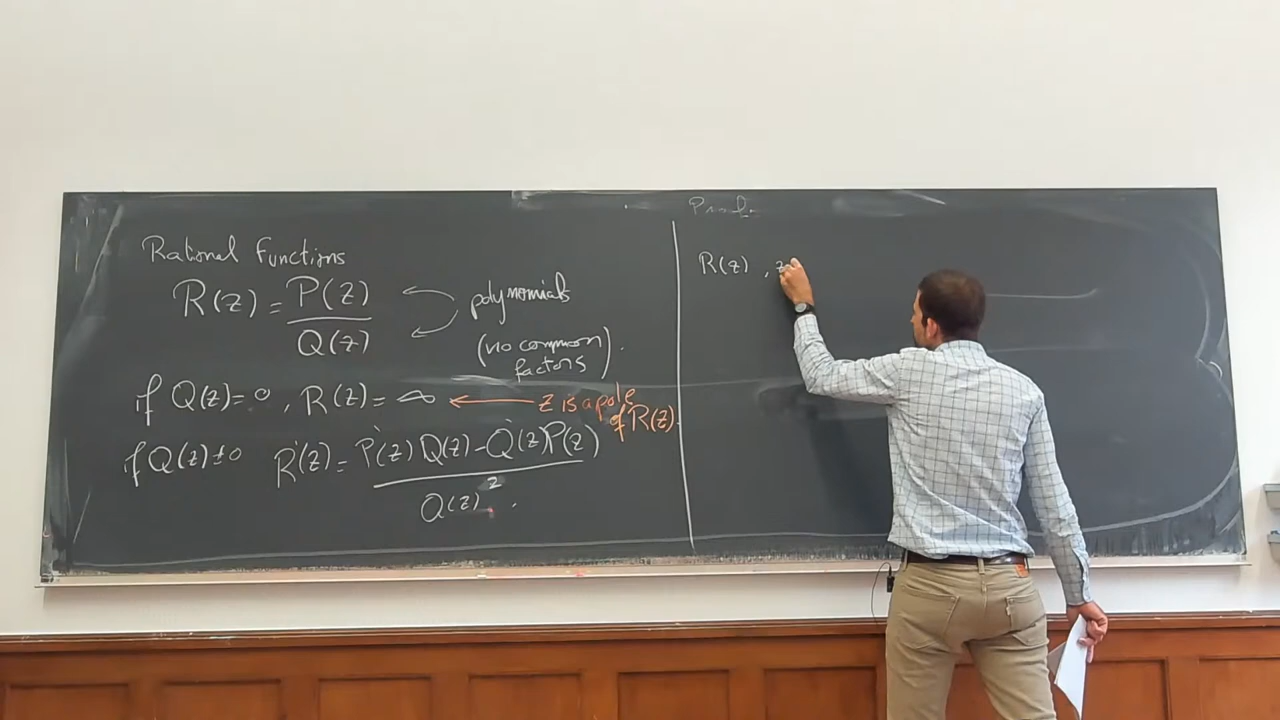 Rational Functions
R(z) = P(z) / Q(z)
polynomials
(no common factors).
if Q(z) = 0, R(z) = ∞ ← z is a pole of R(z).
if Q(z) ≠ 0 R'(z) = P'(z) Q(z) - Q'(z) P(z) / Q(z)².
R(z) , z